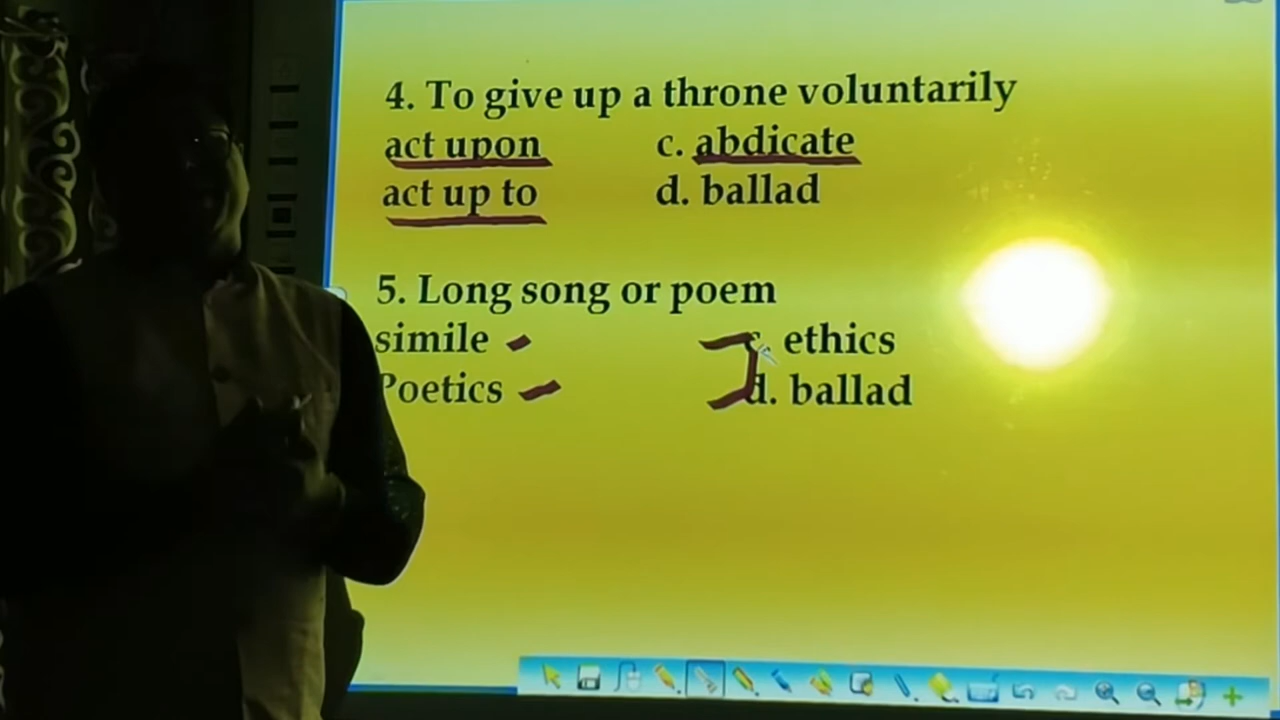 4. To give up a throne voluntarily
act upon c. abdicate
act up to d. ballad
5. Long song or poem
simile c. ethics
Poetics d. ballad